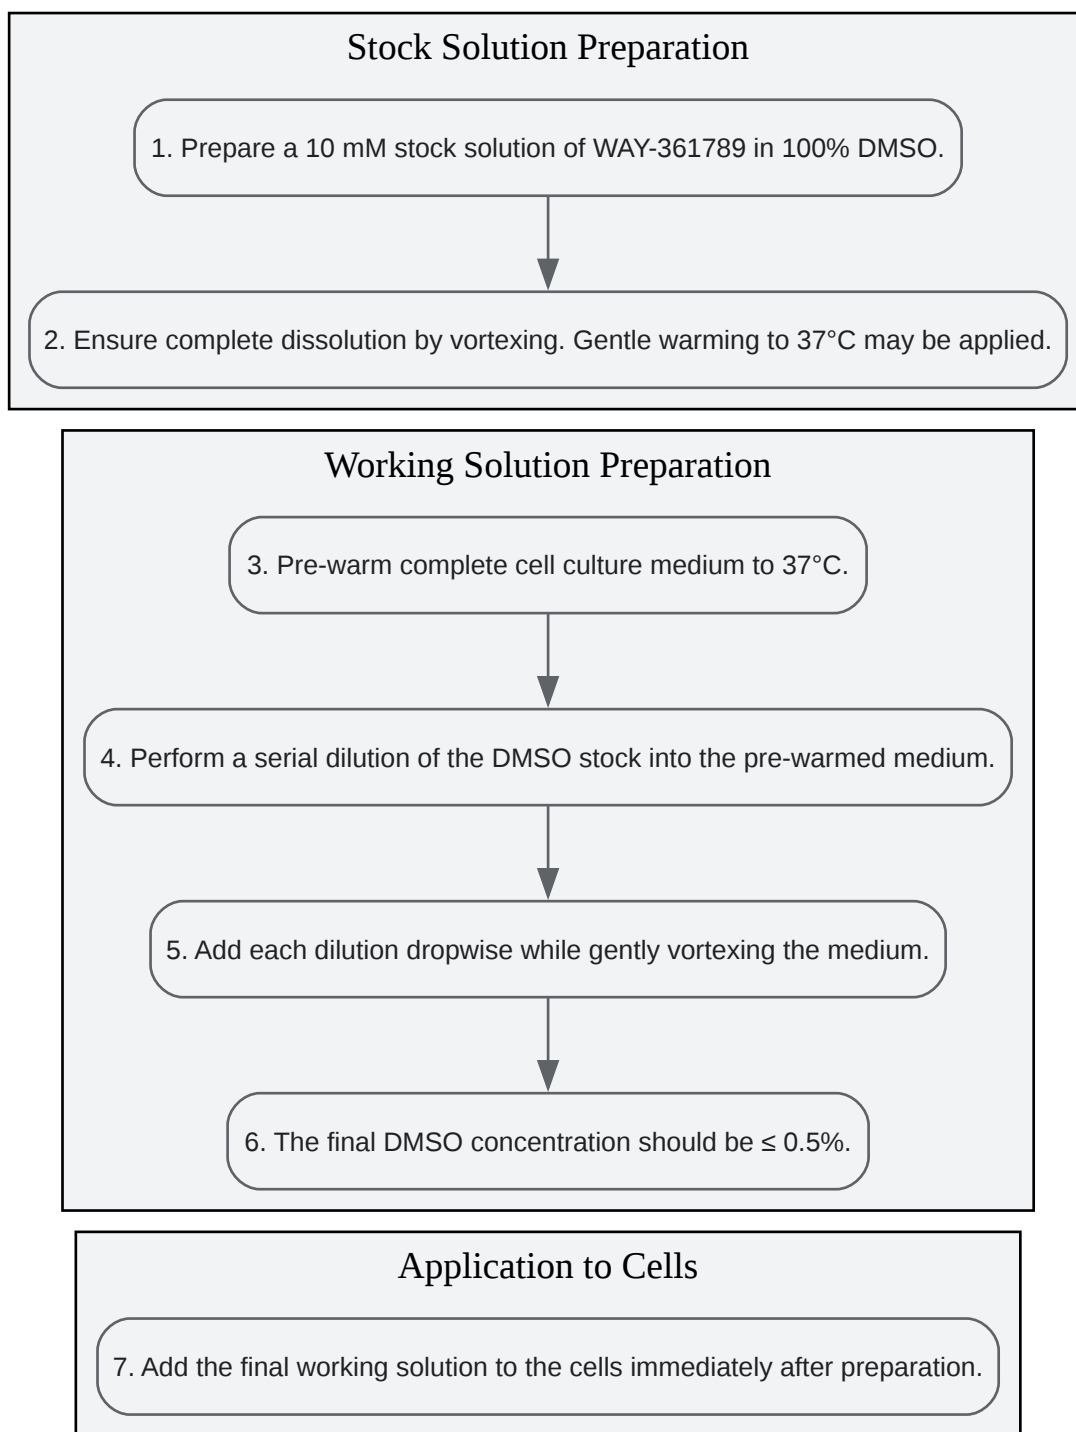 Stock Solution Preparation
1. Prepare a 10 mM stock solution of WAY-361789 in 100% DMSO.
2. Ensure complete dissolution by vortexing. Gentle warming to 37°C may be applied.
Working Solution Preparation
3. Pre-warm complete cell culture medium to 37°C.
4. Perform a serial dilution of the DMSO stock into the pre-warmed medium.
5. Add each dilution dropwise while gently vortexing the medium.
6. The final DMSO concentration should be ≤ 0.5%.
Application to Cells
7. Add the final working solution to the cells immediately after preparation.